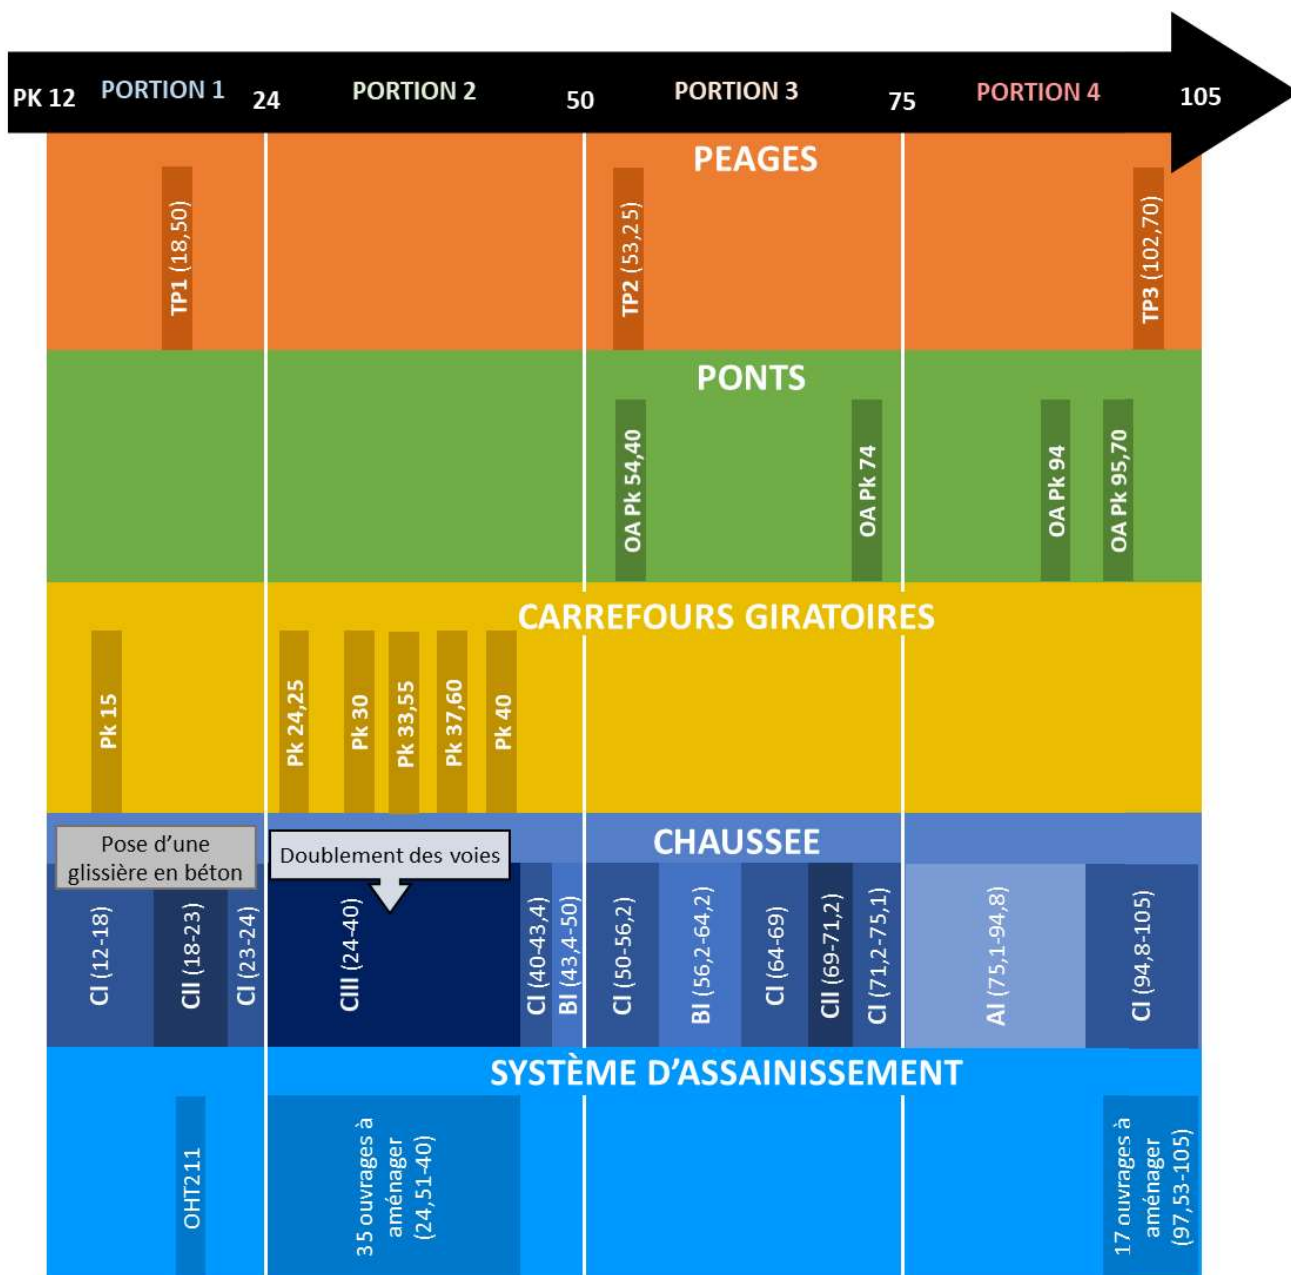 PK 12
PORTION 1
24
PORTION 2
50
PORTION 3
75
PORTION 4
105
PEAGES
TP1 (18,50)
TP2 (53,25)
TP3 (102,70)
PONTS
OA Pk 54,40
OA Pk 74
OA Pk 94
OA Pk 95,70
CARREFOURS GIRATOIRES
Pk 15
Pk 24,25
Pk 30
Pk 33,55
Pk 37,60
Pk 40
CHAUSSEE
Pose d’une
glissière en béton
Doublement des voies
CI (12-18)
CII (18-23)
CI (23-24)
CIII (24-40)
CI (40-43,4)
BI (43,4-50)
CI (50-56,2)
BI (56,2-64,2)
CI (64-69)
CII (69-71,2)
CI (71,2-75,1)
AI (75,1-94,8)
CI (94,8-105)
SYSTÈME D’ASSAINISSEMENT
OHT211
35 ouvrages à
aménager
(24,51-40)
17 ouvrages à
aménager
(97,53-105)